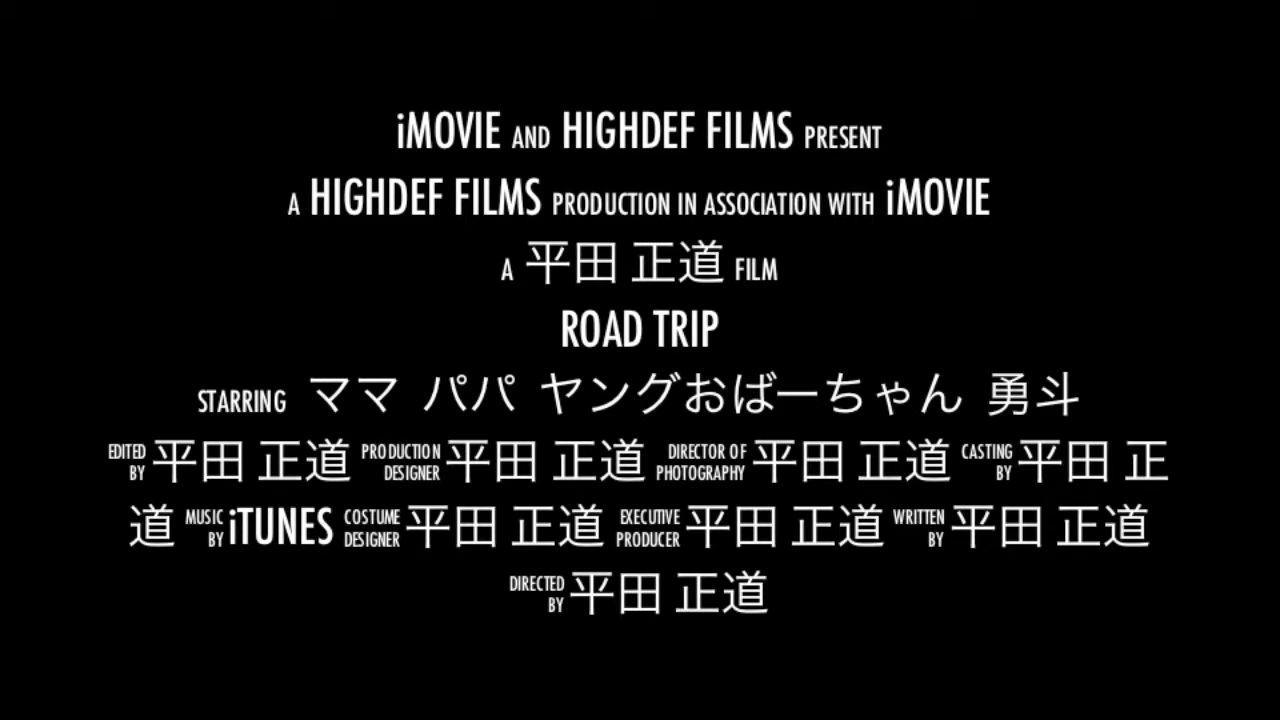 iMOVIE AND HIGHDEF FILMS PRESENT
A HIGHDEF FILMS PRODUCTION IN ASSOCIATION WITH iMOVIE
A 平田 正道 FILM
ROAD TRIP
STARRING ママ パパ ヤングおばーちゃん 勇斗
EDITED BY 平田 正道 PRODUCTION DESIGNER 平田 正道 DIRECTOR OF PHOTOGRAPHY 平田 正道 CASTING BY 平田 正
道 MUSIC BY iTUNES COSTUME DESIGNER 平田 正道 EXECUTIVE PRODUCER 平田 正道 WRITTEN BY 平田 正道
DIRECTED BY 平田 正道